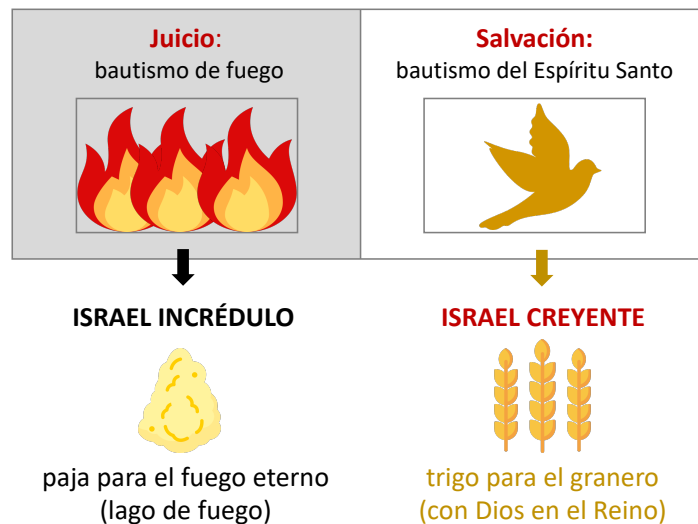 Juicio:
bautismo de fuego
Salvación:
bautismo del Espíritu Santo
ISRAEL INCRÉDULO
ISRAEL CREYENTE
paja para el fuego eterno
(lago de fuego)
trigo para el granero
(con Dios en el Reino)